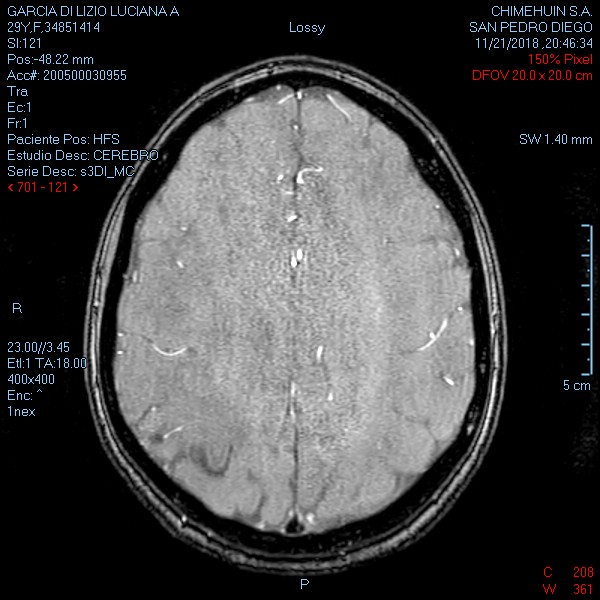 GARCIA DI LIZIO LUCIANA A
29Y,F,34851414
Sl:121
Pos:-48.22 mm
Acc#: 200500030955
Tra
Ec:1
Fr:1
Paciente Pos: HFS
Estudio Desc: CEREBRO
Serie Desc: s3DI_MC
< 701 - 121 >
Lossy
CHIMEHUIN S.A.
SAN PEDRO DIEGO
11/21/2018 ,20:46:34
150% Pixel
DFOV 20.0 x 20.0 cm
SW 1.40 mm
R
23.00//3.45
Etl:1 TA:18.00
400x400
Enc: ^
1nex
5 cm
P
C 208
W 361